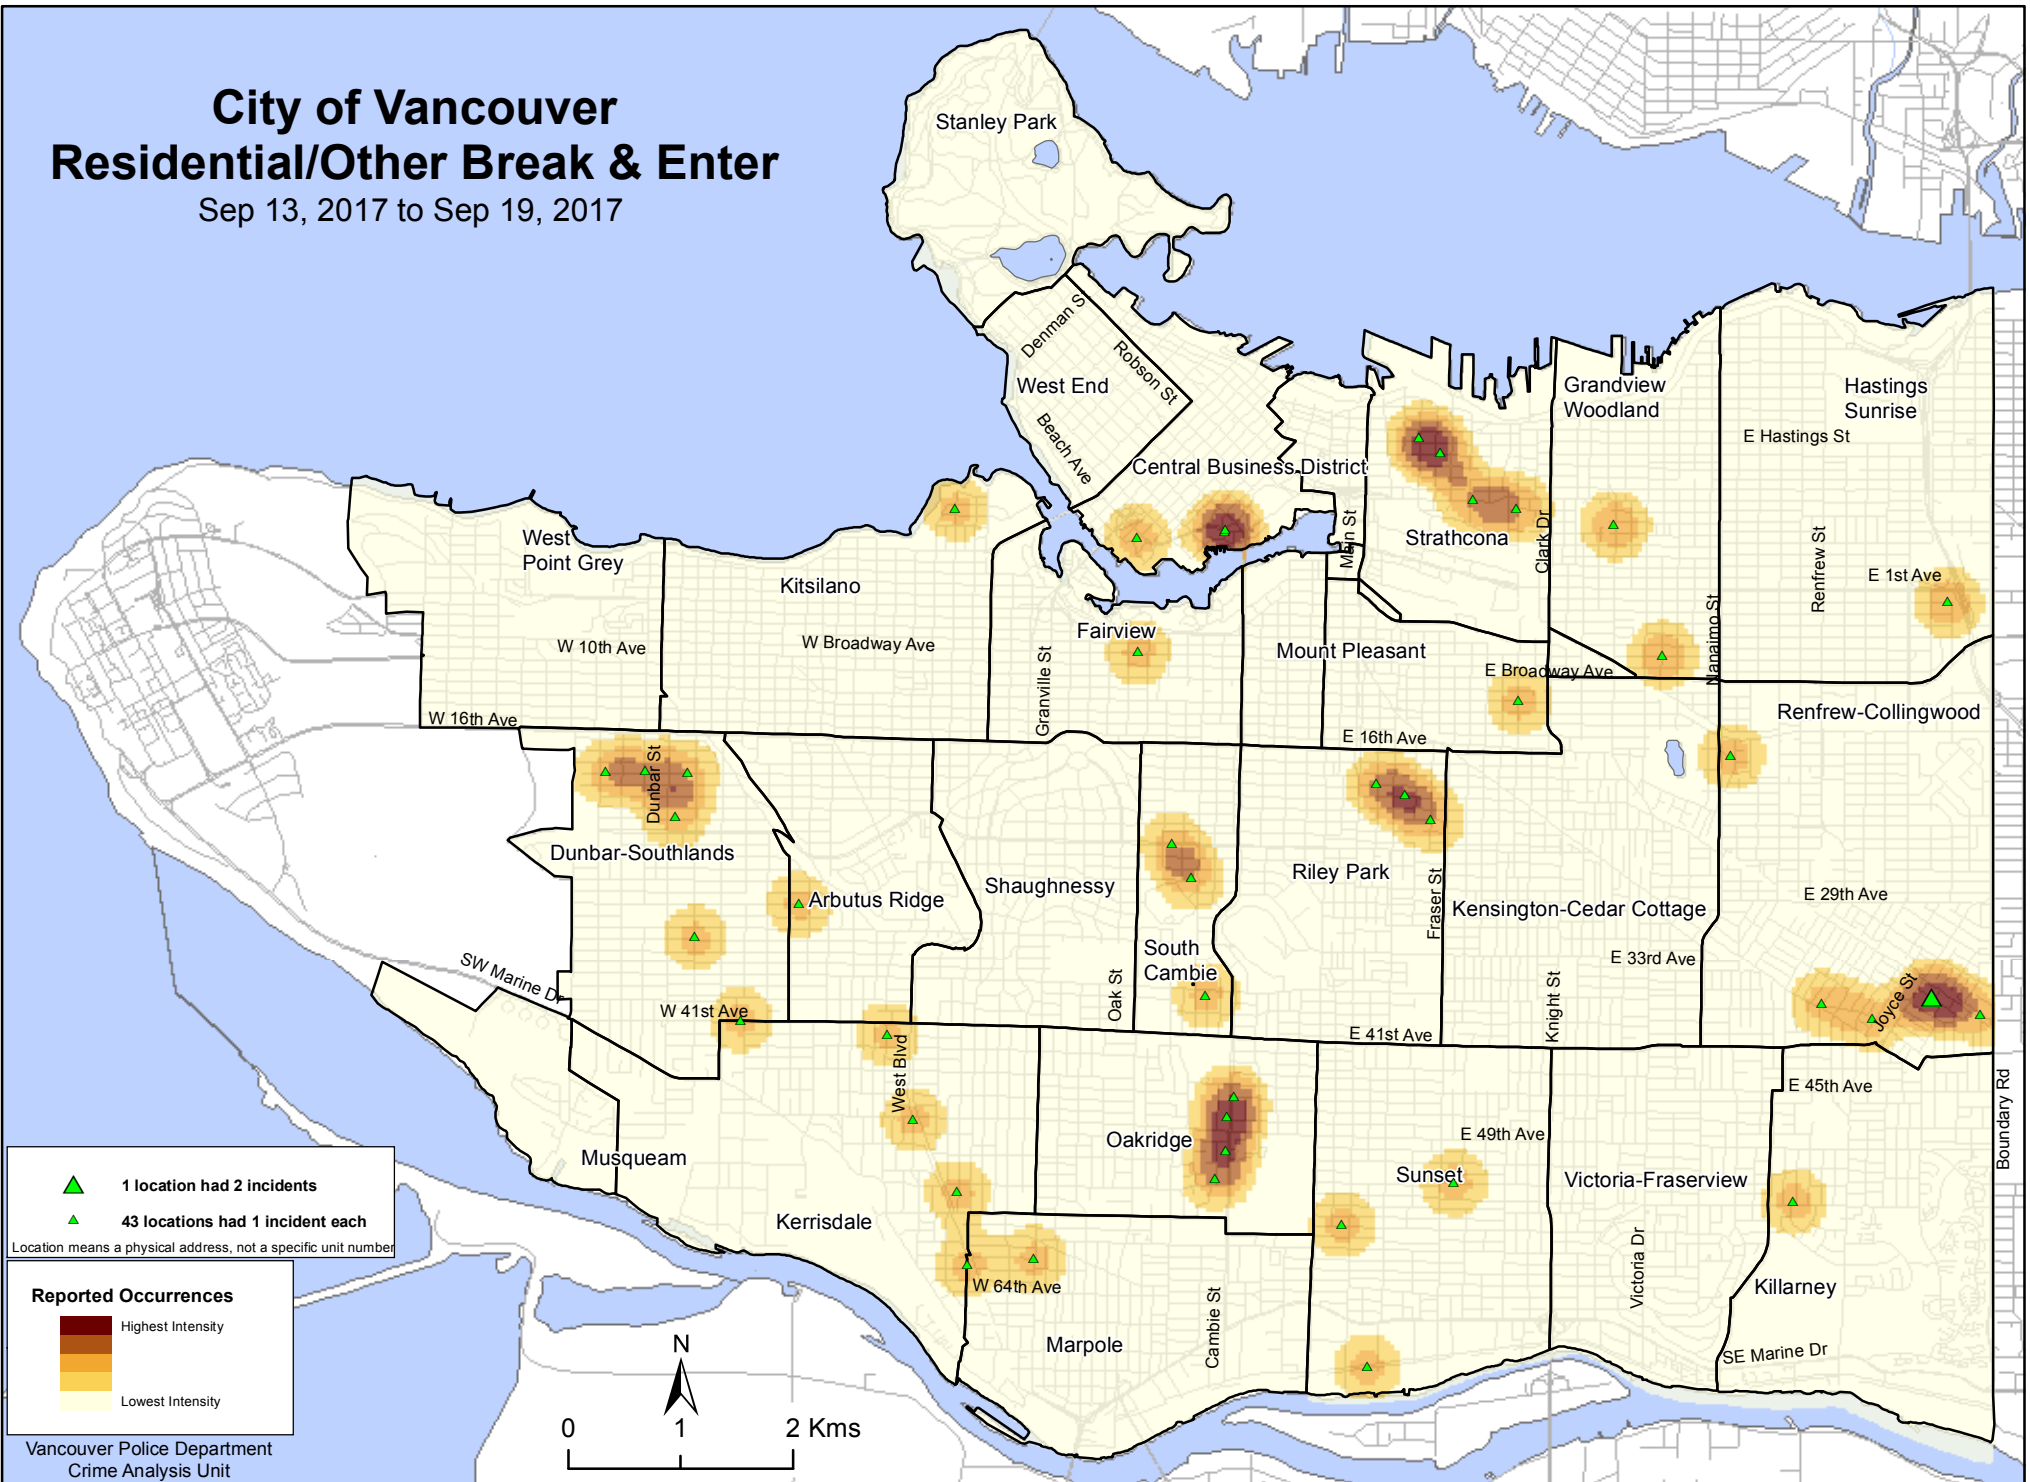 City of Vancouver
Residential/Other Break & Enter
Sep 13, 2017 to Sep 19, 2017
Stanley Park
Denman S
Robson St
West End
Beach Ave
Central Business District
Main St
Grandview
Woodland
Hastings
Sunrise
E Hastings St
Strathcona
Clark Dr
Renfrew St
E 1st Ave
Nanaimo St
West
Point Grey
Kitsilano
W 10th Ave
W Broadway Ave
Fairview
Granville St
Mount Pleasant
E Broadway Ave
W 16th Ave
E 16th Ave
Renfrew-Collingwood
Dunbar St
Dunbar-Southlands
Arbutus Ridge
Shaughnessy
Riley Park
Fraser St
Kensington-Cedar Cottage
E 29th Ave
South
Cambie
E 33rd Ave
SW Marine Dr
W 41st Ave
Oak St
E 41st Ave
Knight St
Joyce St
West Blvd
E 45th Ave
Boundary Rd
Oakridge
E 49th Ave
Musqueam
Sunset
Victoria-Fraserview
Kerrisdale
Victoria Dr
W 64th Ave
Cambie St
Killarney
Marpole
SE Marine Dr
1 location had 2 incidents
43 locations had 1 incident each
Location means a physical address, not a specific unit number
Reported Occurrences
Highest Intensity
Lowest Intensity
Vancouver Police Department
Crime Analysis Unit
N
0 1 2 Kms